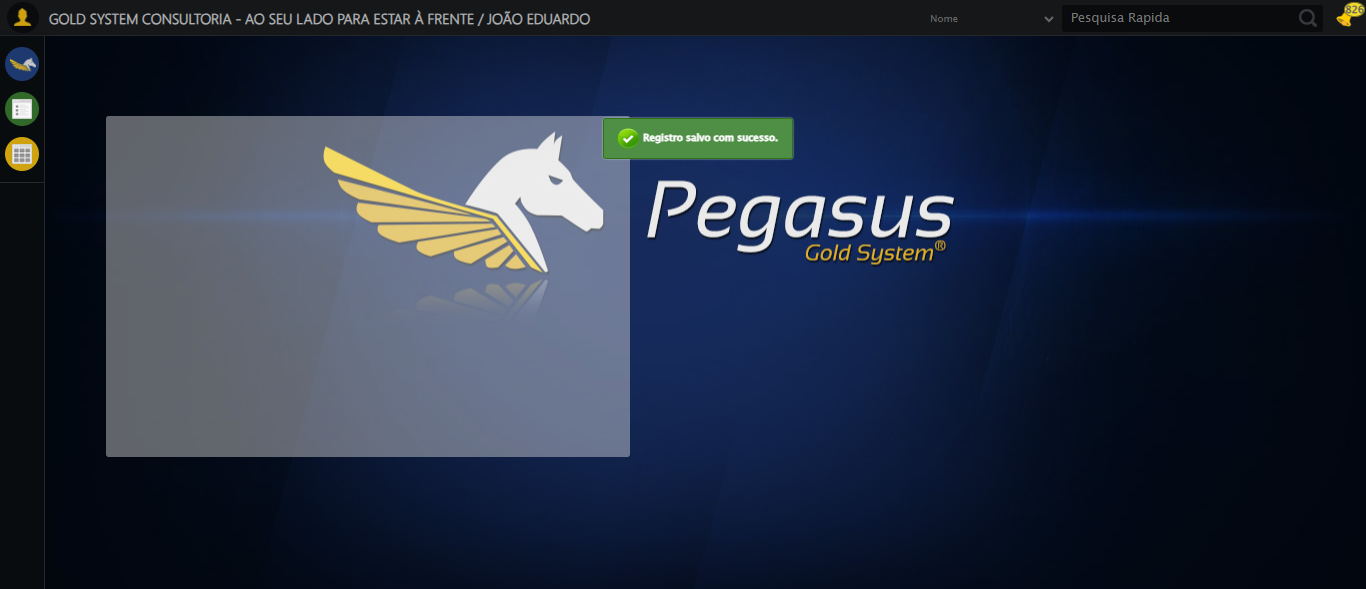 GOLD SYSTEM CONSULTORIA - AO SEU LADO PARA ESTAR À FRENTE / JOÃO EDUARDO
Nome
Pesquisa Rapida
826
Registro salvo com sucesso.
Pegasus
Gold System®